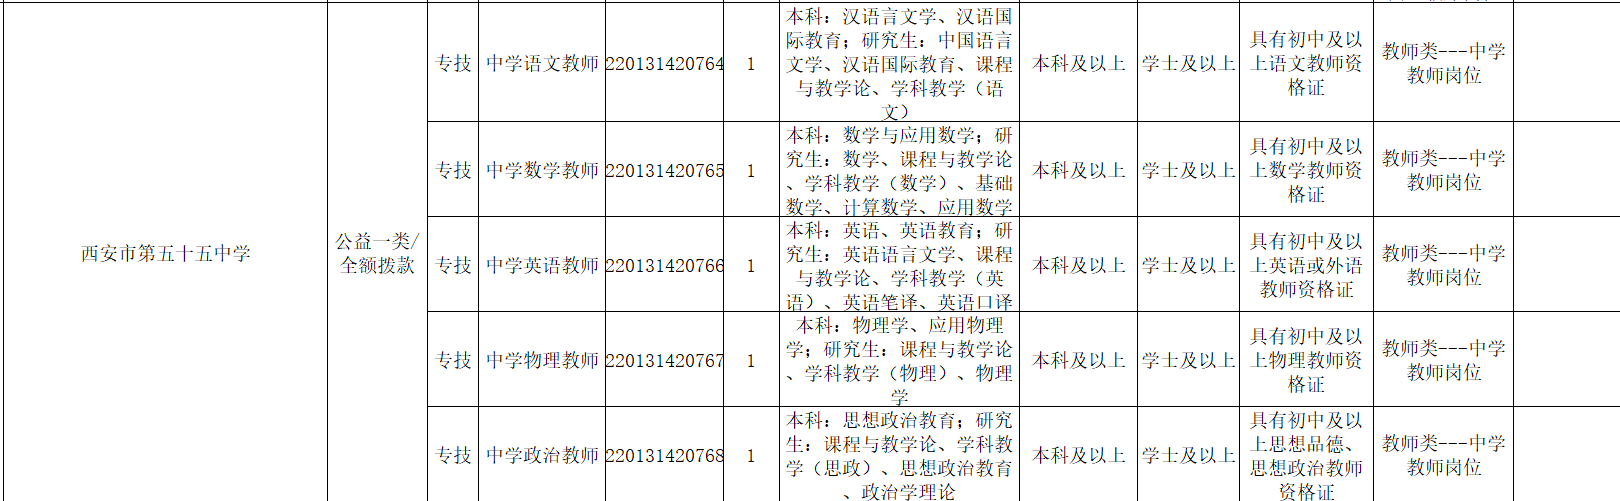 西安市第五十五中学
公益一类/
全额拨款
专技
中学语文教师
220131420764
1
本科：汉语言文学、汉语国
际教育；研究生：中国语言
文学、汉语国际教育、课程
与教学论、学科教学（语
文）
本科及以上
学士及以上
具有初中及以
上语文教师资
格证
教师类---中学
教师岗位
专技
中学数学教师
220131420765
1
本科：数学与应用数学；研
究生：数学、课程与教学论
、学科教学（数学）、基础
数学、计算数学、应用数学
本科及以上
学士及以上
具有初中及以
上数学教师资
格证
教师类---中学
教师岗位
专技
中学英语教师
220131420766
1
本科：英语、英语教育；研
究生：英语语言文学、课程
与教学论、学科教学（英
语）、英语笔译、英语口译
本科及以上
学士及以上
具有初中及以
上英语或外语
教师资格证
教师类---中学
教师岗位
专技
中学物理教师
220131420767
1
本科：物理学、应用物理
学；研究生：课程与教学论
、学科教学（物理）、物理
学
本科及以上
学士及以上
具有初中及以
上物理教师资
格证
教师类---中学
教师岗位
专技
中学政治教师
220131420768
1
本科：思想政治教育；研究
生：课程与教学论、学科教
学（思政）、思想政治教育
、政治学理论
本科及以上
学士及以上
具有初中及以
上思想品德、
思想政治教师
资格证
教师类---中学
教师岗位